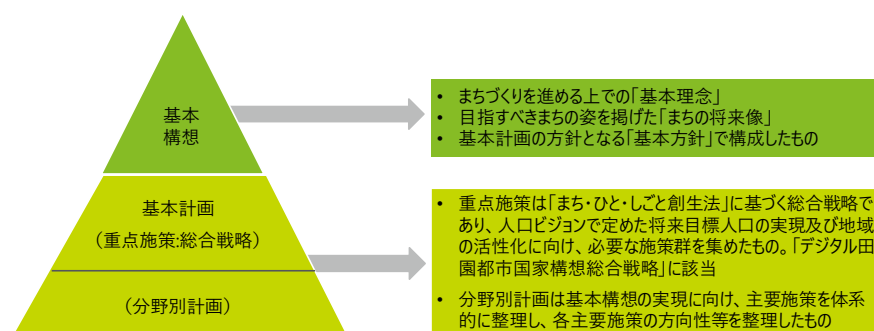 基本
構想
• まちづくりを進める上での「基本理念」
• 目指すべきまちの姿を掲げた「まちの将来像」
• 基本計画の方針となる「基本方針」で構成したもの
基本計画
（重点施策:総合戦略）
（分野別計画）
• 重点施策は「まち・ひと・しごと創生法」に基づく総合戦略で
あり、人口ビジョンで定めた将来目標人口の実現及び地域
の活性化に向け、必要な施策群を集めたもの。「デジタル田
園都市国家構想総合戦略」に該当
• 分野別計画は基本構想の実現に向け、主要施策を体系
的に整理し、各主要施策の方向性等を整理したもの